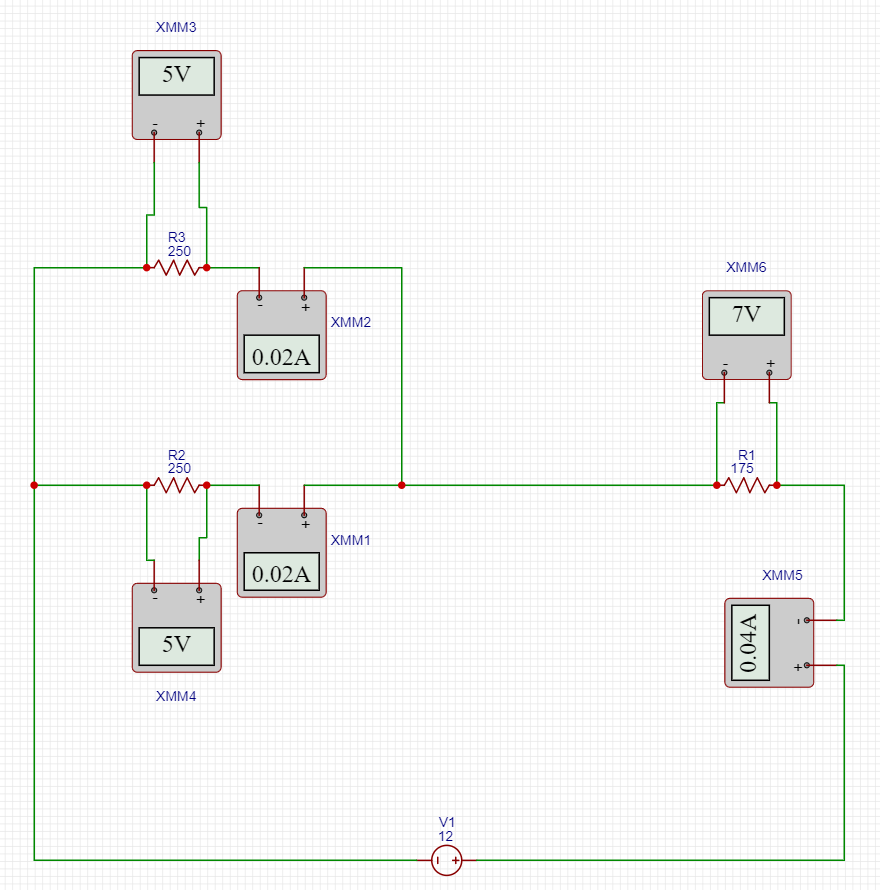 XMM3
5V
- +
R3
250
XMM6
- +
XMM2
7V
0.02A
- +
R2
250
R1
175
- +
XMM1
0.02A
XMM5
- +
0.04A
-
+
5V
XMM4
V1
12
- +